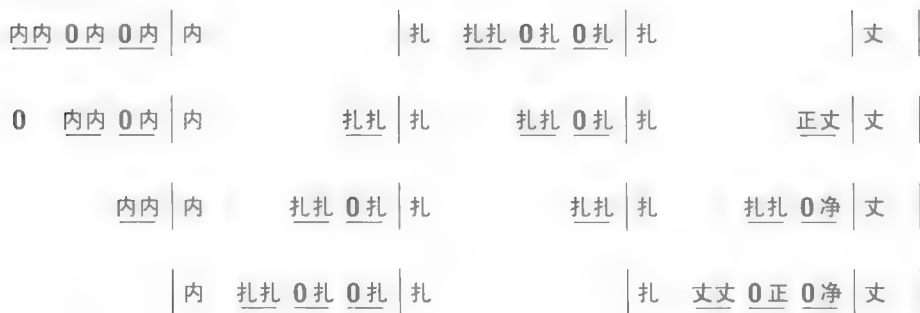 内内 0内 0内 | 内 | 扎 扎扎 0扎 0扎 | 扎 | 丈 |
0 内内 0内 | 内 扎扎 | 扎 扎扎 0扎 | 扎 正丈 | 丈 |
内内 | 内 扎扎 0扎 | 扎 扎扎 | 扎 扎扎 0净 | 丈 |
| 内 扎扎 0扎 0扎 | 扎 | 扎 丈丈 0正 0净 | 丈 |